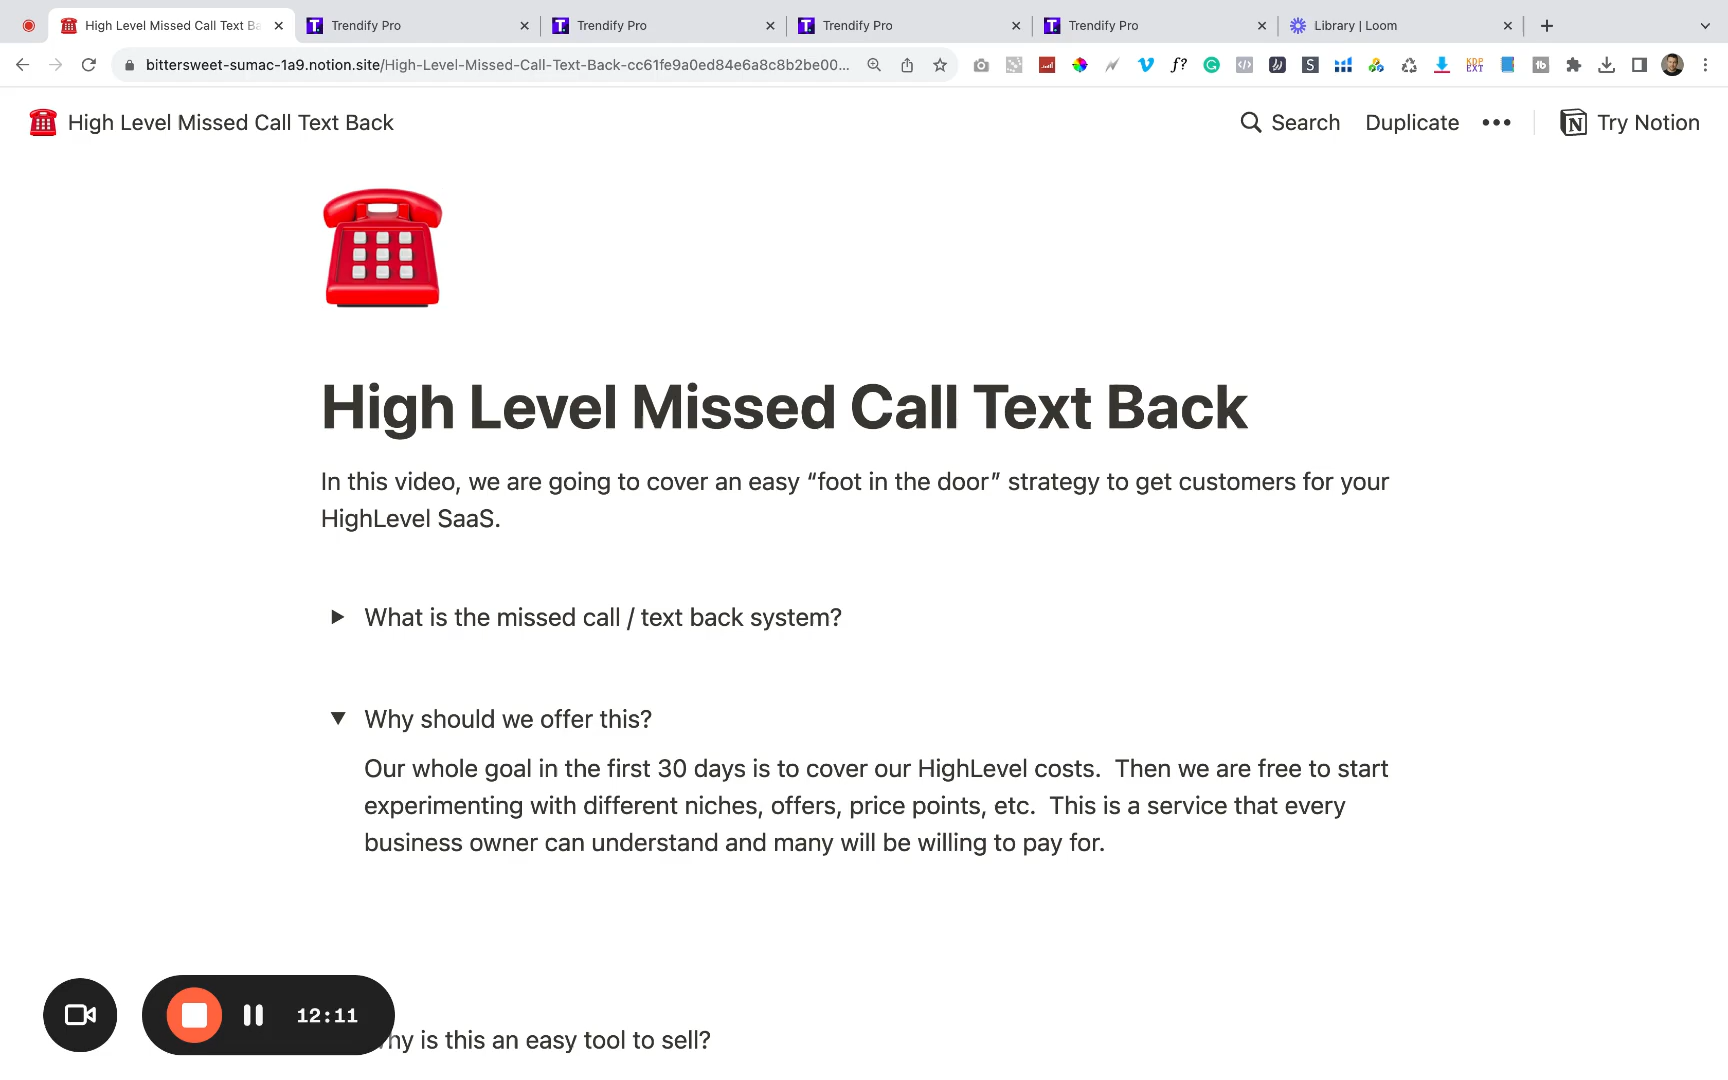 High Level Missed Call Text Ba
Trendify Pro
Trendify Pro
Trendify Pro
Trendify Pro
Library | Loom
bittersweet-sumac-1a9.notion.site/High-Level-Missed-Call-Text-Back-cc61fe9a0ed84e6a8c8b2be00...
f?
S
KDP
EXT
tb
High Level Missed Call Text Back
Search
Duplicate
Try Notion
High Level Missed Call Text Back
In this video, we are going to cover an easy “foot in the door” strategy to get customers for your
HighLevel SaaS.
What is the missed call / text back system?
Why should we offer this?
Our whole goal in the first 30 days is to cover our HighLevel costs.  Then we are free to start
experimenting with different niches, offers, price points, etc.  This is a service that every
business owner can understand and many will be willing to pay for.
12:11
hy is this an easy tool to sell?